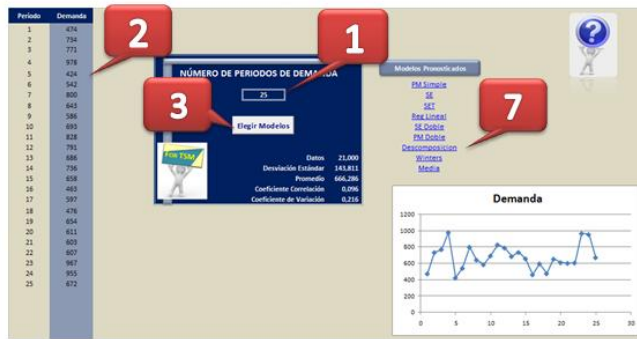 Periodo Demanda
1 474
2 734
3 771
4 978
5 424
6 542
7 800
8 643
9 586
10 693
11 828
12 791
13 686
14 736
15 658
16 463
17 597
18 476
19 654
20 611
21 603
22 607
23 967
24 955
25 672
2
1
NÚMERO DE PERIODOS DE DEMANDA
25
3
Elegir Modelos
FOR TSM
Datos 21,000
Desviación Estándar 143,811
Promedio 666,286
Coeficiente Correlación 0,096
Coeficiente de Variación 0,216
?
Modelos Pronosticados
PM Simple
SE
SET
Reg Lineal
SE Doble
PM Doble
Descomposicion
Winters
Media
7
Demanda
1200
1000
800
600
400
200
0
0 5 10 15 20 25 30